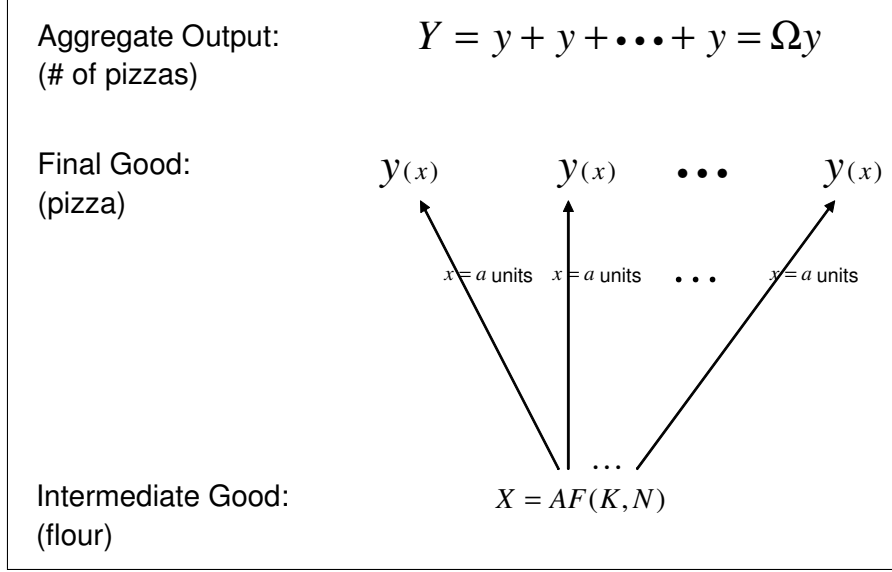 Aggregate Output: Y = y + y + ••• + y = Ωy
(# of pizzas)
Final Good: y(x) y(x) ••• y(x)
(pizza)
x = a units x = a units ••• x = a units
...
Intermediate Good: X = AF(K,N)
(flour)